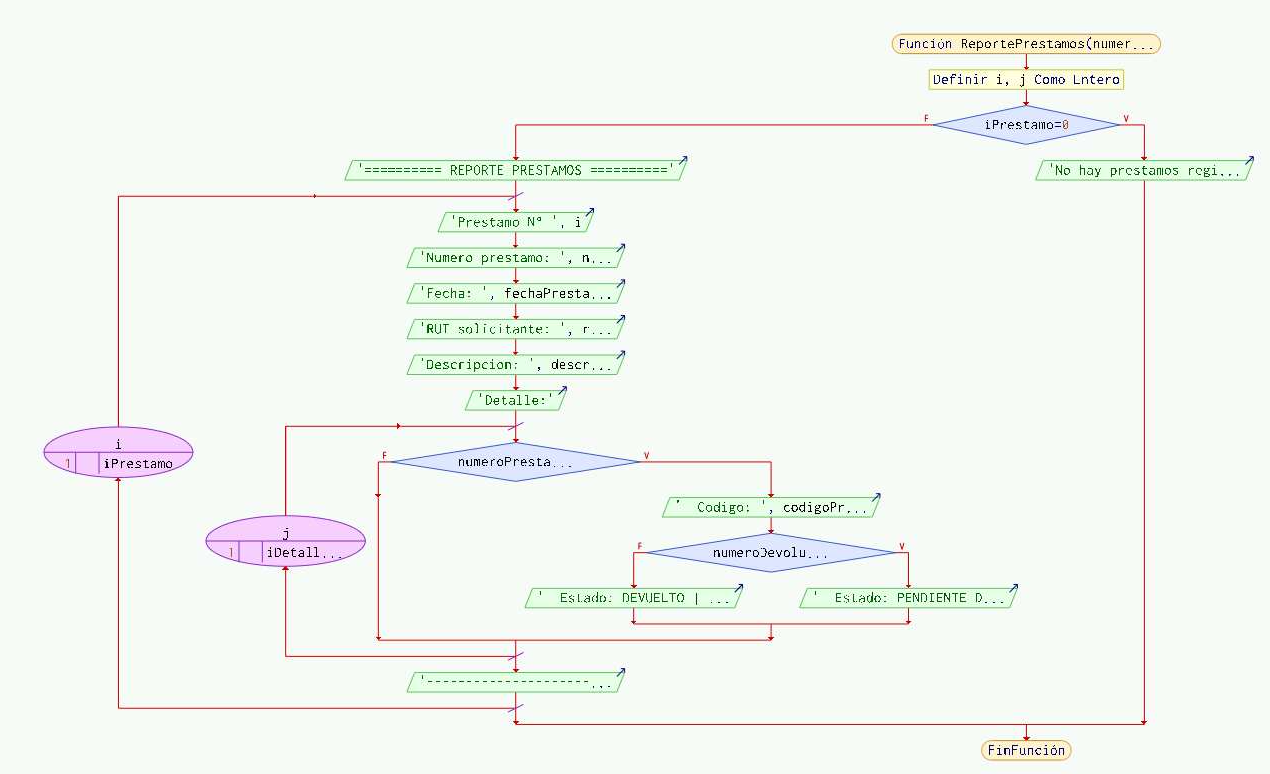 Función ReportePrestamos(numer...
Definir i, j Como Entero
F
iPrestamo=0
V
'========== REPORTE PRESTAMOS =========='
'No hay prestamos regi...
'Prestamo N° ', i
'Numero prestamo: ', n...
'Fecha: ', fechaPresta...
'RUT solicitante: ', r...
'Descripcion: ', descr...
'Detalle:'
i
1 iPrestamo
F
numeroPresta...
V
'  Codigo: ', codigoPr...
j
1 iDetall...
F
numeroDevolu...
V
'  Estado: DEVUELTO | ...
'  Estado: PENDIENTE D...
'---------------------...
FinFunción